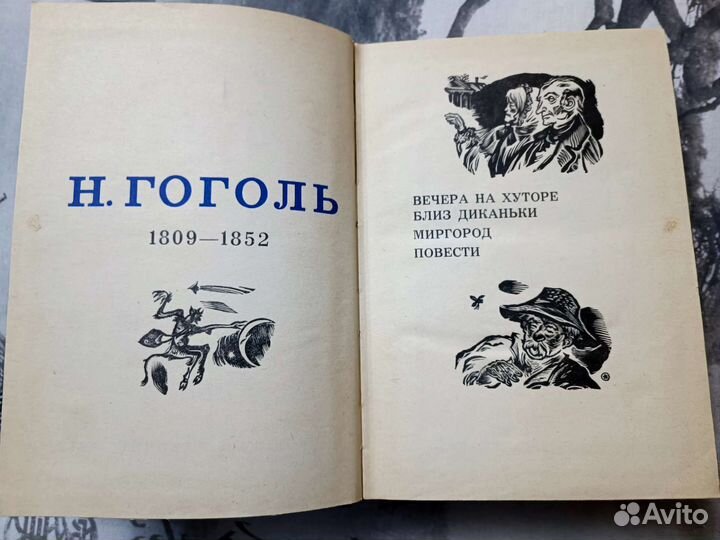 Н. ГОГОЛЬ
1809—1852
ВЕЧЕРА НА ХУТОРЕ
БЛИЗ ДИКАНЬКИ
МИРГОРОД
ПОВЕСТИ
Avito